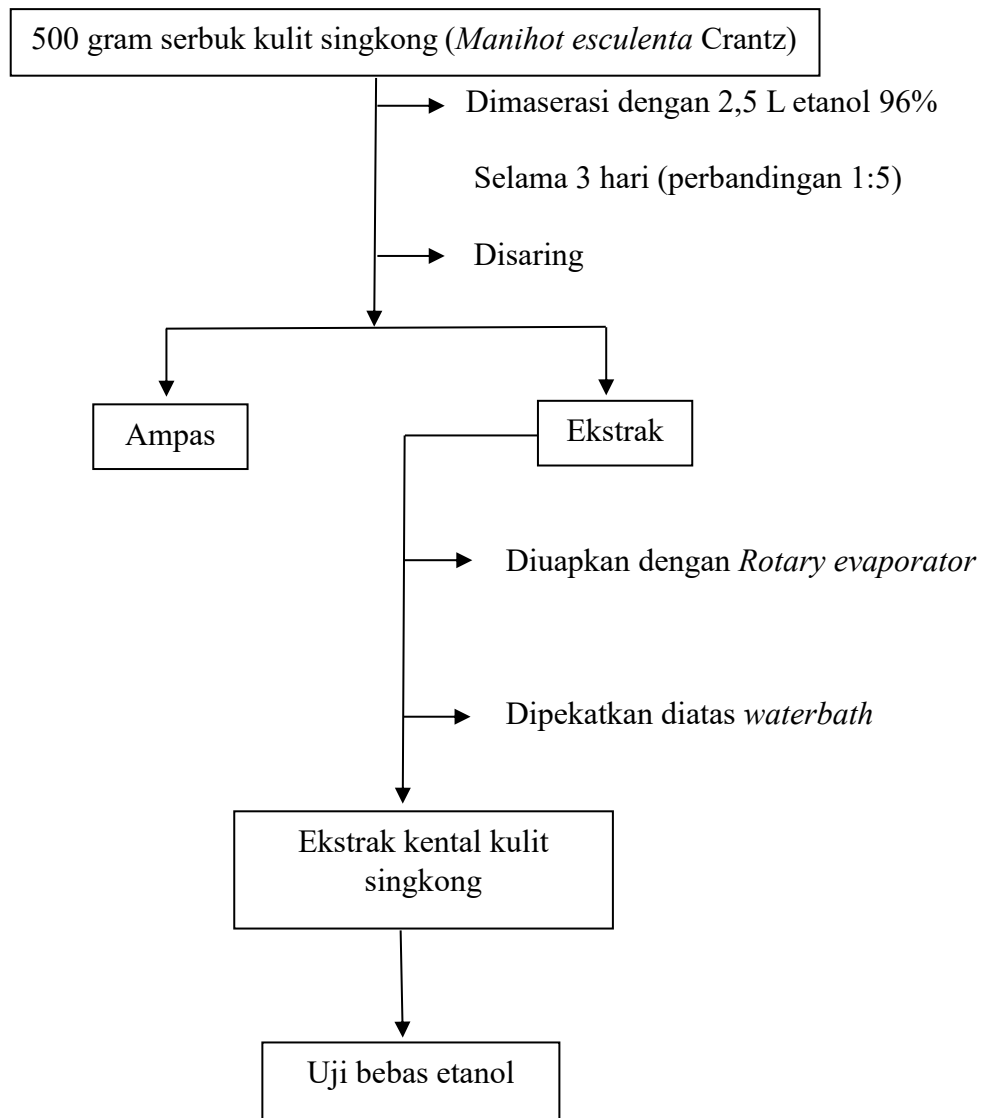 500 gram serbuk kulit singkong (Manihot esculenta Crantz)
Dimaserasi dengan 2,5 L etanol 96%
Selama 3 hari (perbandingan 1:5)
Disaring
Ampas
Ekstrak
Diuapkan dengan Rotary evaporator
Dipekatkan diatas waterbath
Ekstrak kental kulit
singkong
Uji bebas etanol